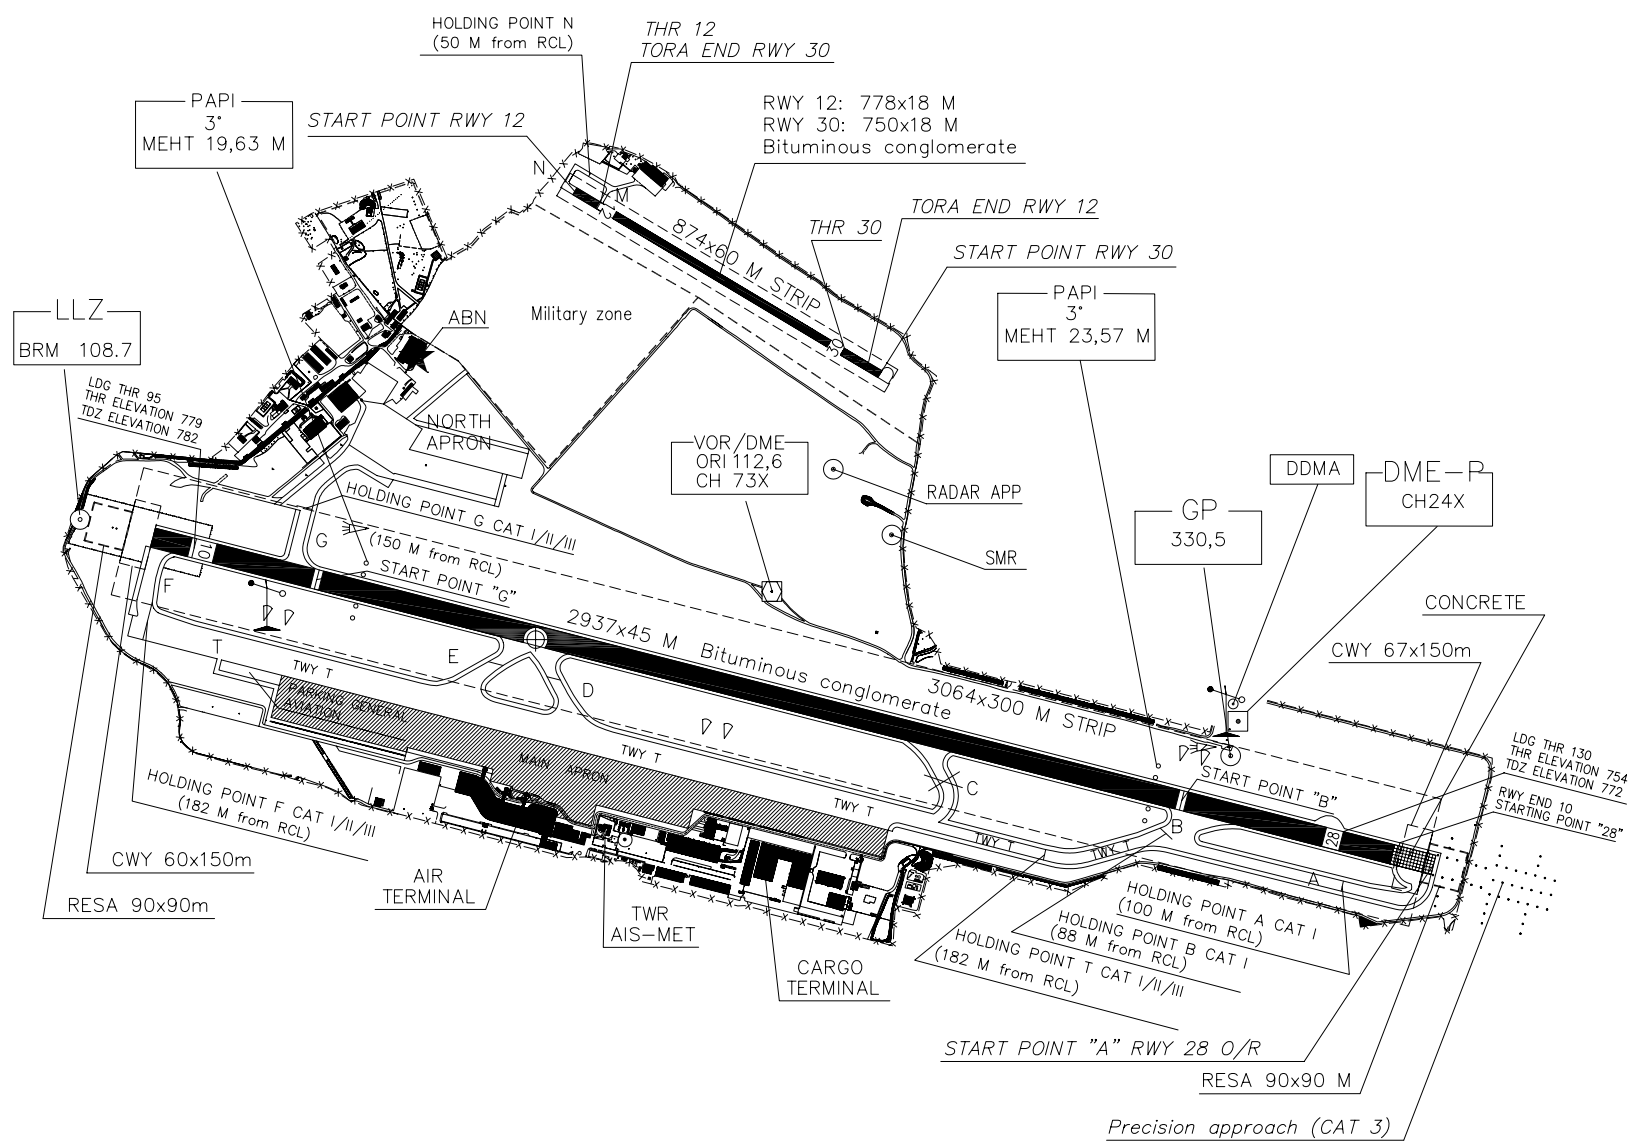 HOLDING POINT N
(50 M from RCL)
THR 12
TORA END RWY 30
PAPI
3°
MEHT 19,63 M
START POINT RWY 12
RWY 12: 778x18 M
RWY 30: 750x18 M
Bituminous conglomerate
N
M
12
TORA END RWY 12
THR 30
874x60 M STRIP
START POINT RWY 30
PAPI
3°
MEHT 23,57 M
30
LLZ
BRM 108.7
ABN
Military zone
LDG THR 95
THR ELEVATION 779
TDZ ELEVATION 782
NORTH
APRON
VOR/DME
ORI 112,6
CH 73X
RADAR APP
SMR
DDMA
DME-P
CH24X
GP
330,5
HOLDING POINT G CAT I/II/III
(150 M from RCL)
START POINT "G"
G
10
F
E
D
C
B
A
T
TWY T
2937x45 M Bituminous conglomerate
3064x300 M STRIP
CONCRETE
CWY 67x150m
PARKING GENERAL
AVIATION
MAIN APRON
TWY T
TWY T
TWY T
TWY T
START POINT "B"
28
LDG THR 130
THR ELEVATION 754
TDZ ELEVATION 772
RWY END 10
STARTING POINT "28"
HOLDING POINT F CAT I/II/III
(182 M from RCL)
CWY 60x150m
RESA 90x90m
AIR
TERMINAL
TWR
AIS-MET
CARGO
TERMINAL
HOLDING POINT A CAT I
(100 M from RCL)
HOLDING POINT B CAT I
(88 M from RCL)
HOLDING POINT T CAT I/II/III
(182 M from RCL)
START POINT "A" RWY 28 O/R
RESA 90x90 M
Precision approach (CAT 3)